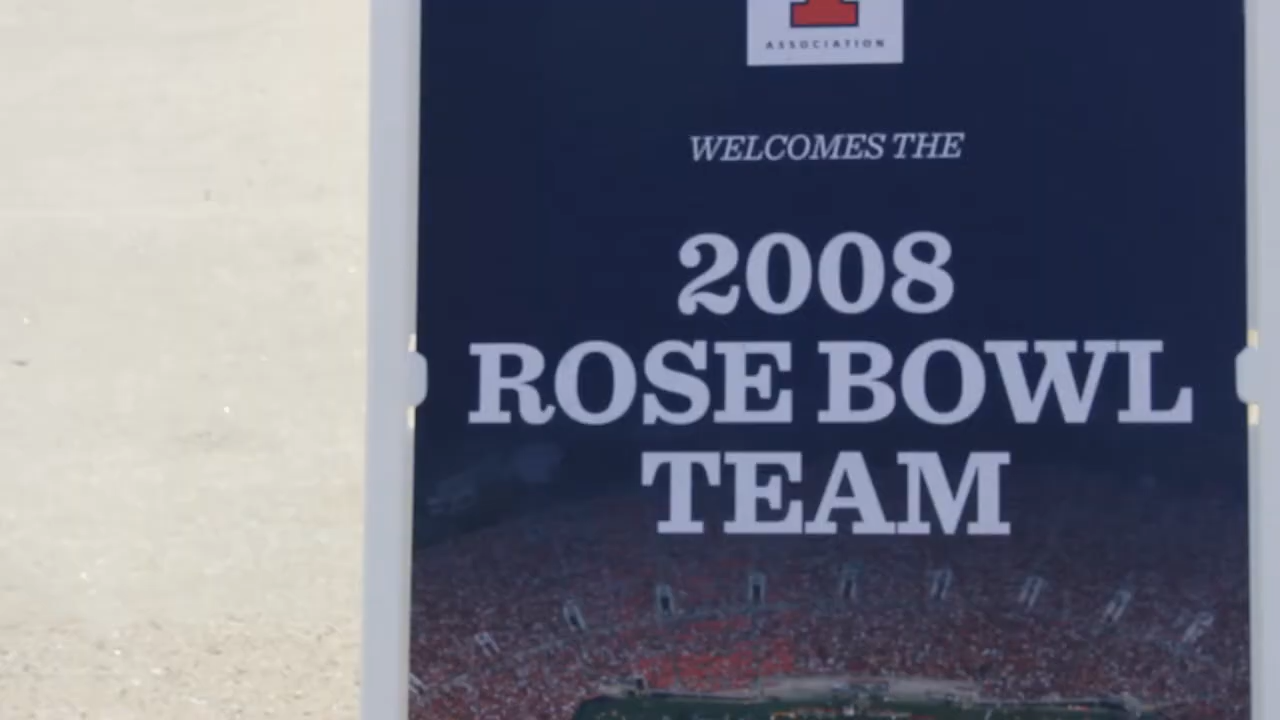 ASSOCIATION
WELCOMES THE
2008
ROSE BOWL
TEAM